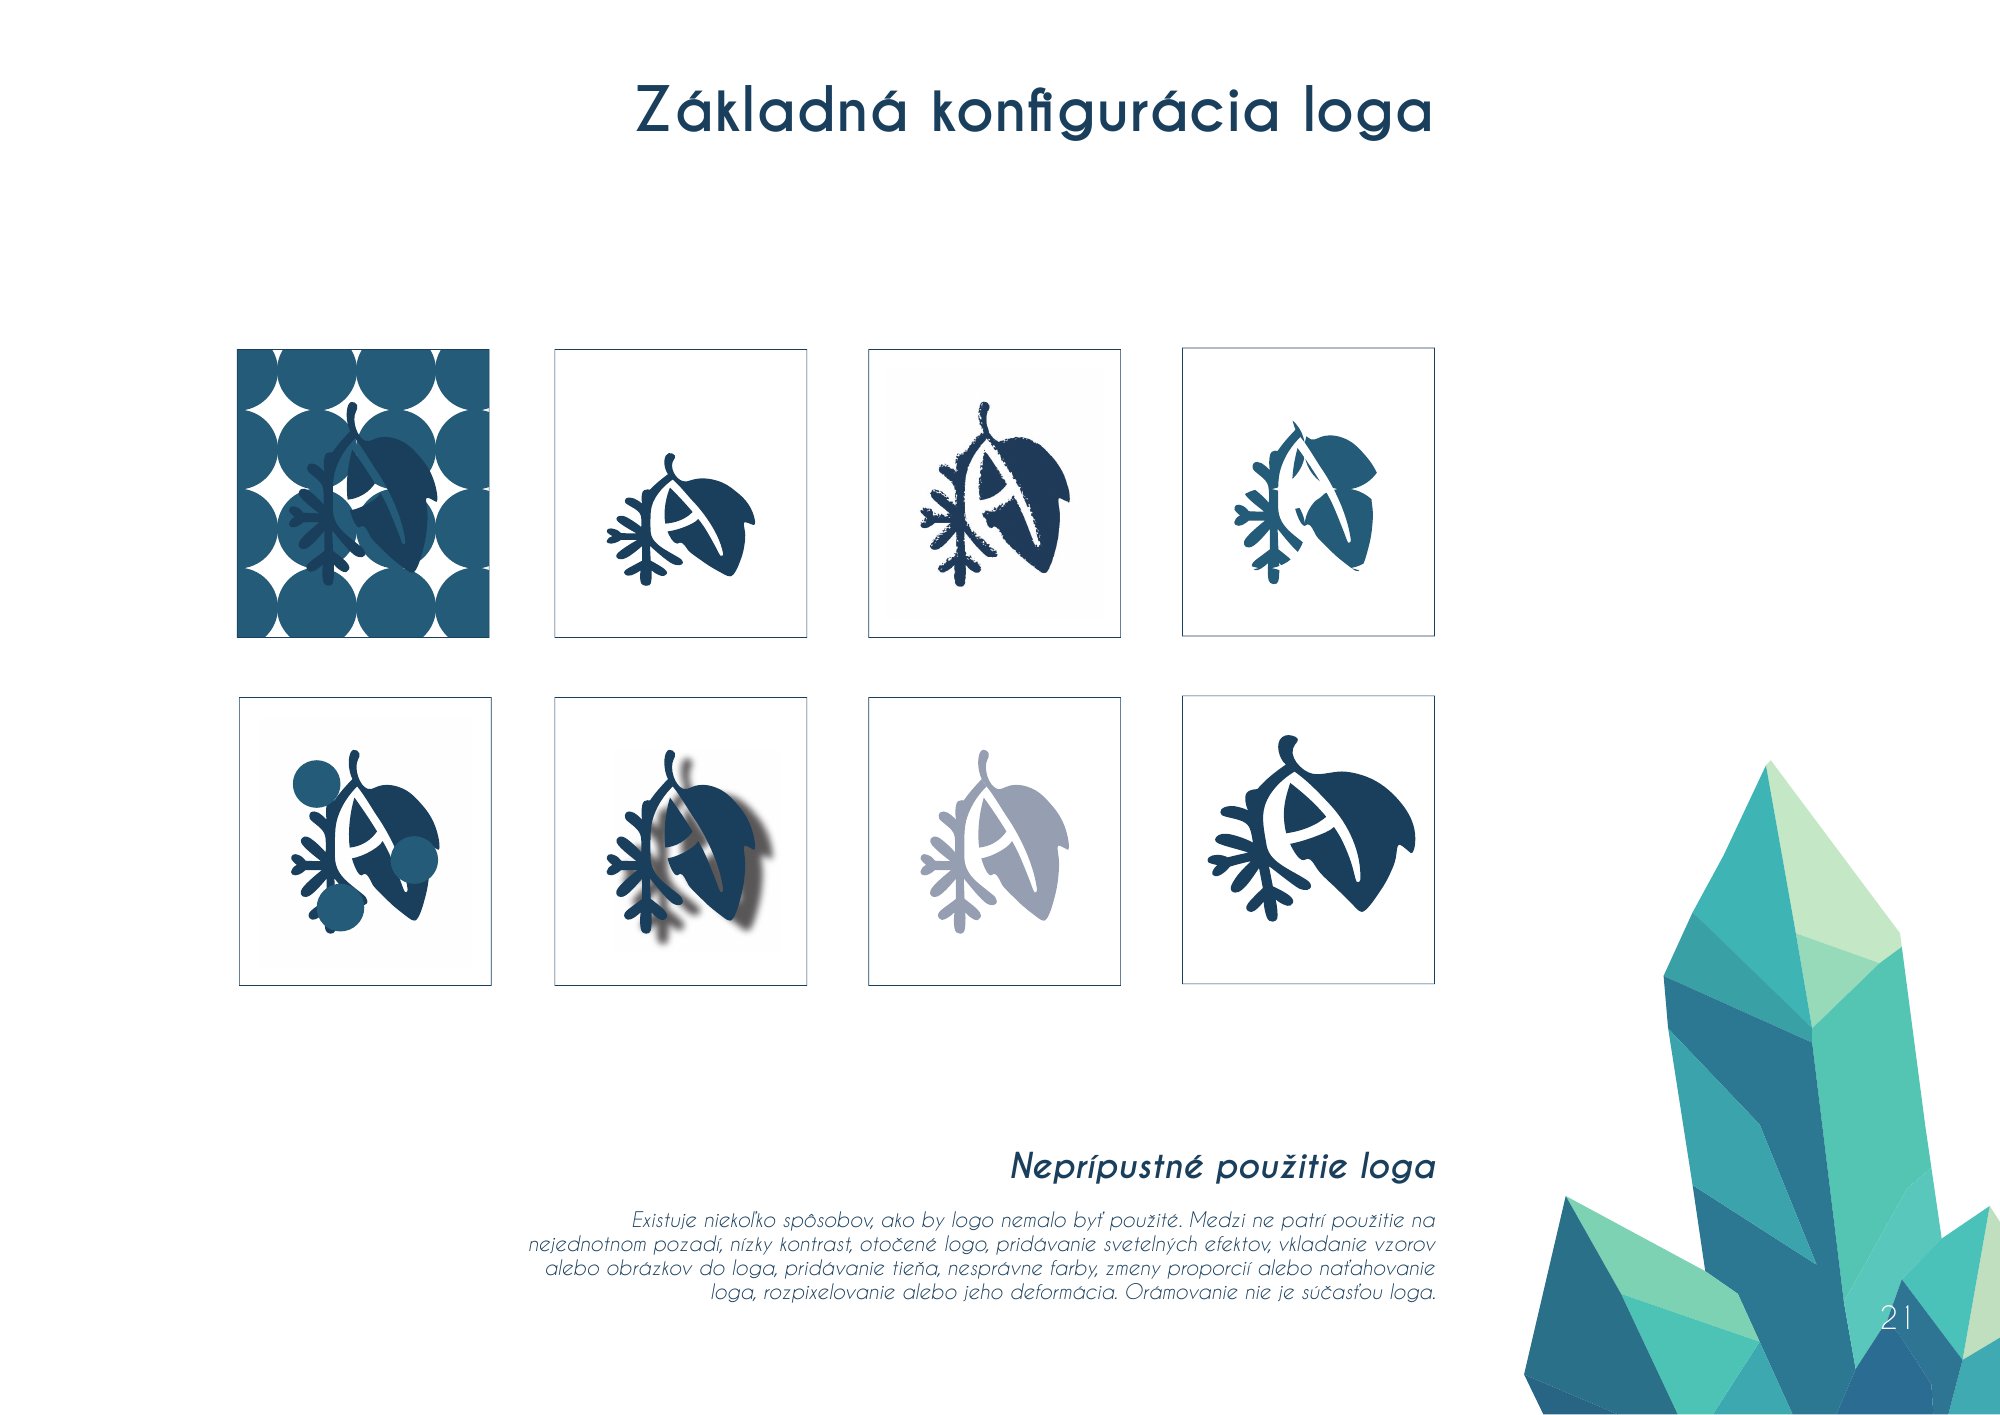 Základná konfigurácia loga
Neprípustné použitie loga
Existuje niekoľko spôsobov, ako by logo nemalo byť použité. Medzi ne patrí použitie na
nejednotnom pozadí, nízky kontrast, otočené logo, pridávanie svetelných efektov, vkladanie vzorov
alebo obrázkov do loga, pridávanie tieňa, nesprávne farby, zmeny proporcií alebo naťahovanie
loga, rozpixelovanie alebo jeho deformácia. Orámovanie nie je súčasťou loga.
21